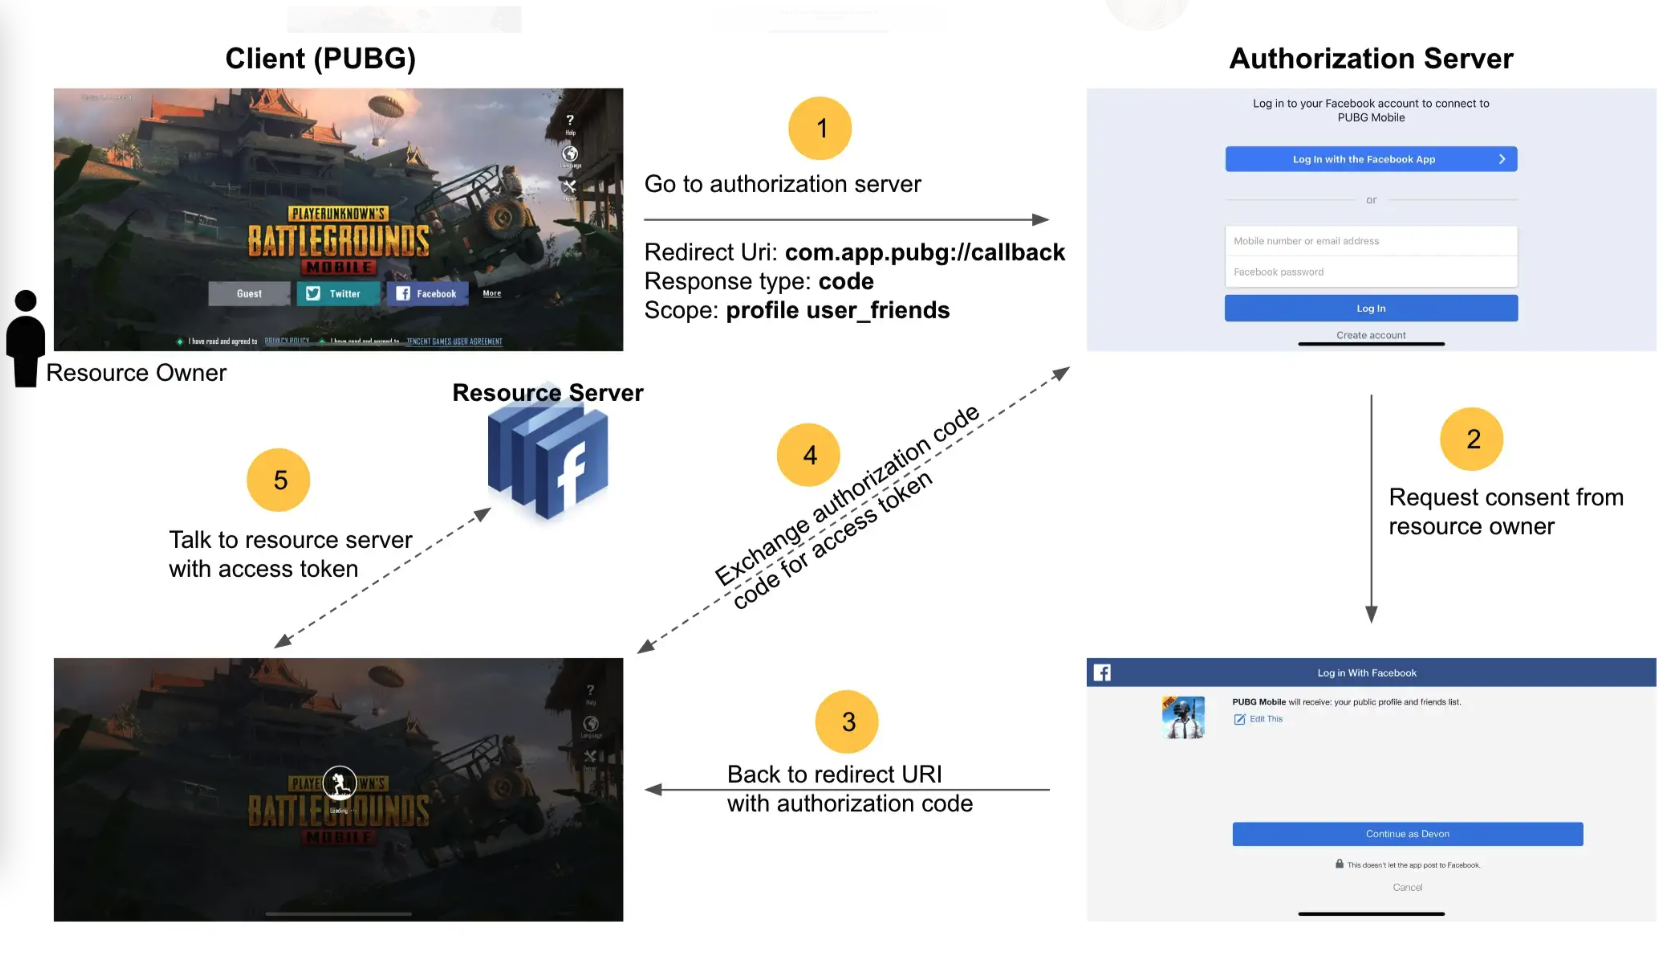 Client (PUBG)
Authorization Server
?
Help
Language
PLAYERUNKNOWN'S
BATTLEGROUNDS
MOBILE
Guest
Twitter
Facebook
More
I have read and agreed to PRIVACY POLICY
I have read and agreed to TENCENT GAMES USER AGREEMENT
Resource Owner
1
Go to authorization server
Redirect Uri: com.app.pubg://callback
Response type: code
Scope: profile user_friends
Log in to your Facebook account to connect to
PUBG Mobile
Log In with the Facebook App
or
Mobile number or email address
Facebook password
Log In
Create account
2
Request consent from
resource owner
Resource Server
f
4
Exchange authorization code
code for access token
5
Talk to resource server
with access token
Log in With Facebook
PUBG Mobile will receive: your public profile and friends list.
Edit This
Continue as Devon
This doesn't let the app post to Facebook.
Cancel
3
Back to redirect URI
with authorization code
?
Help
Language
BATTLEGROUNDS
MOBILE
Loading